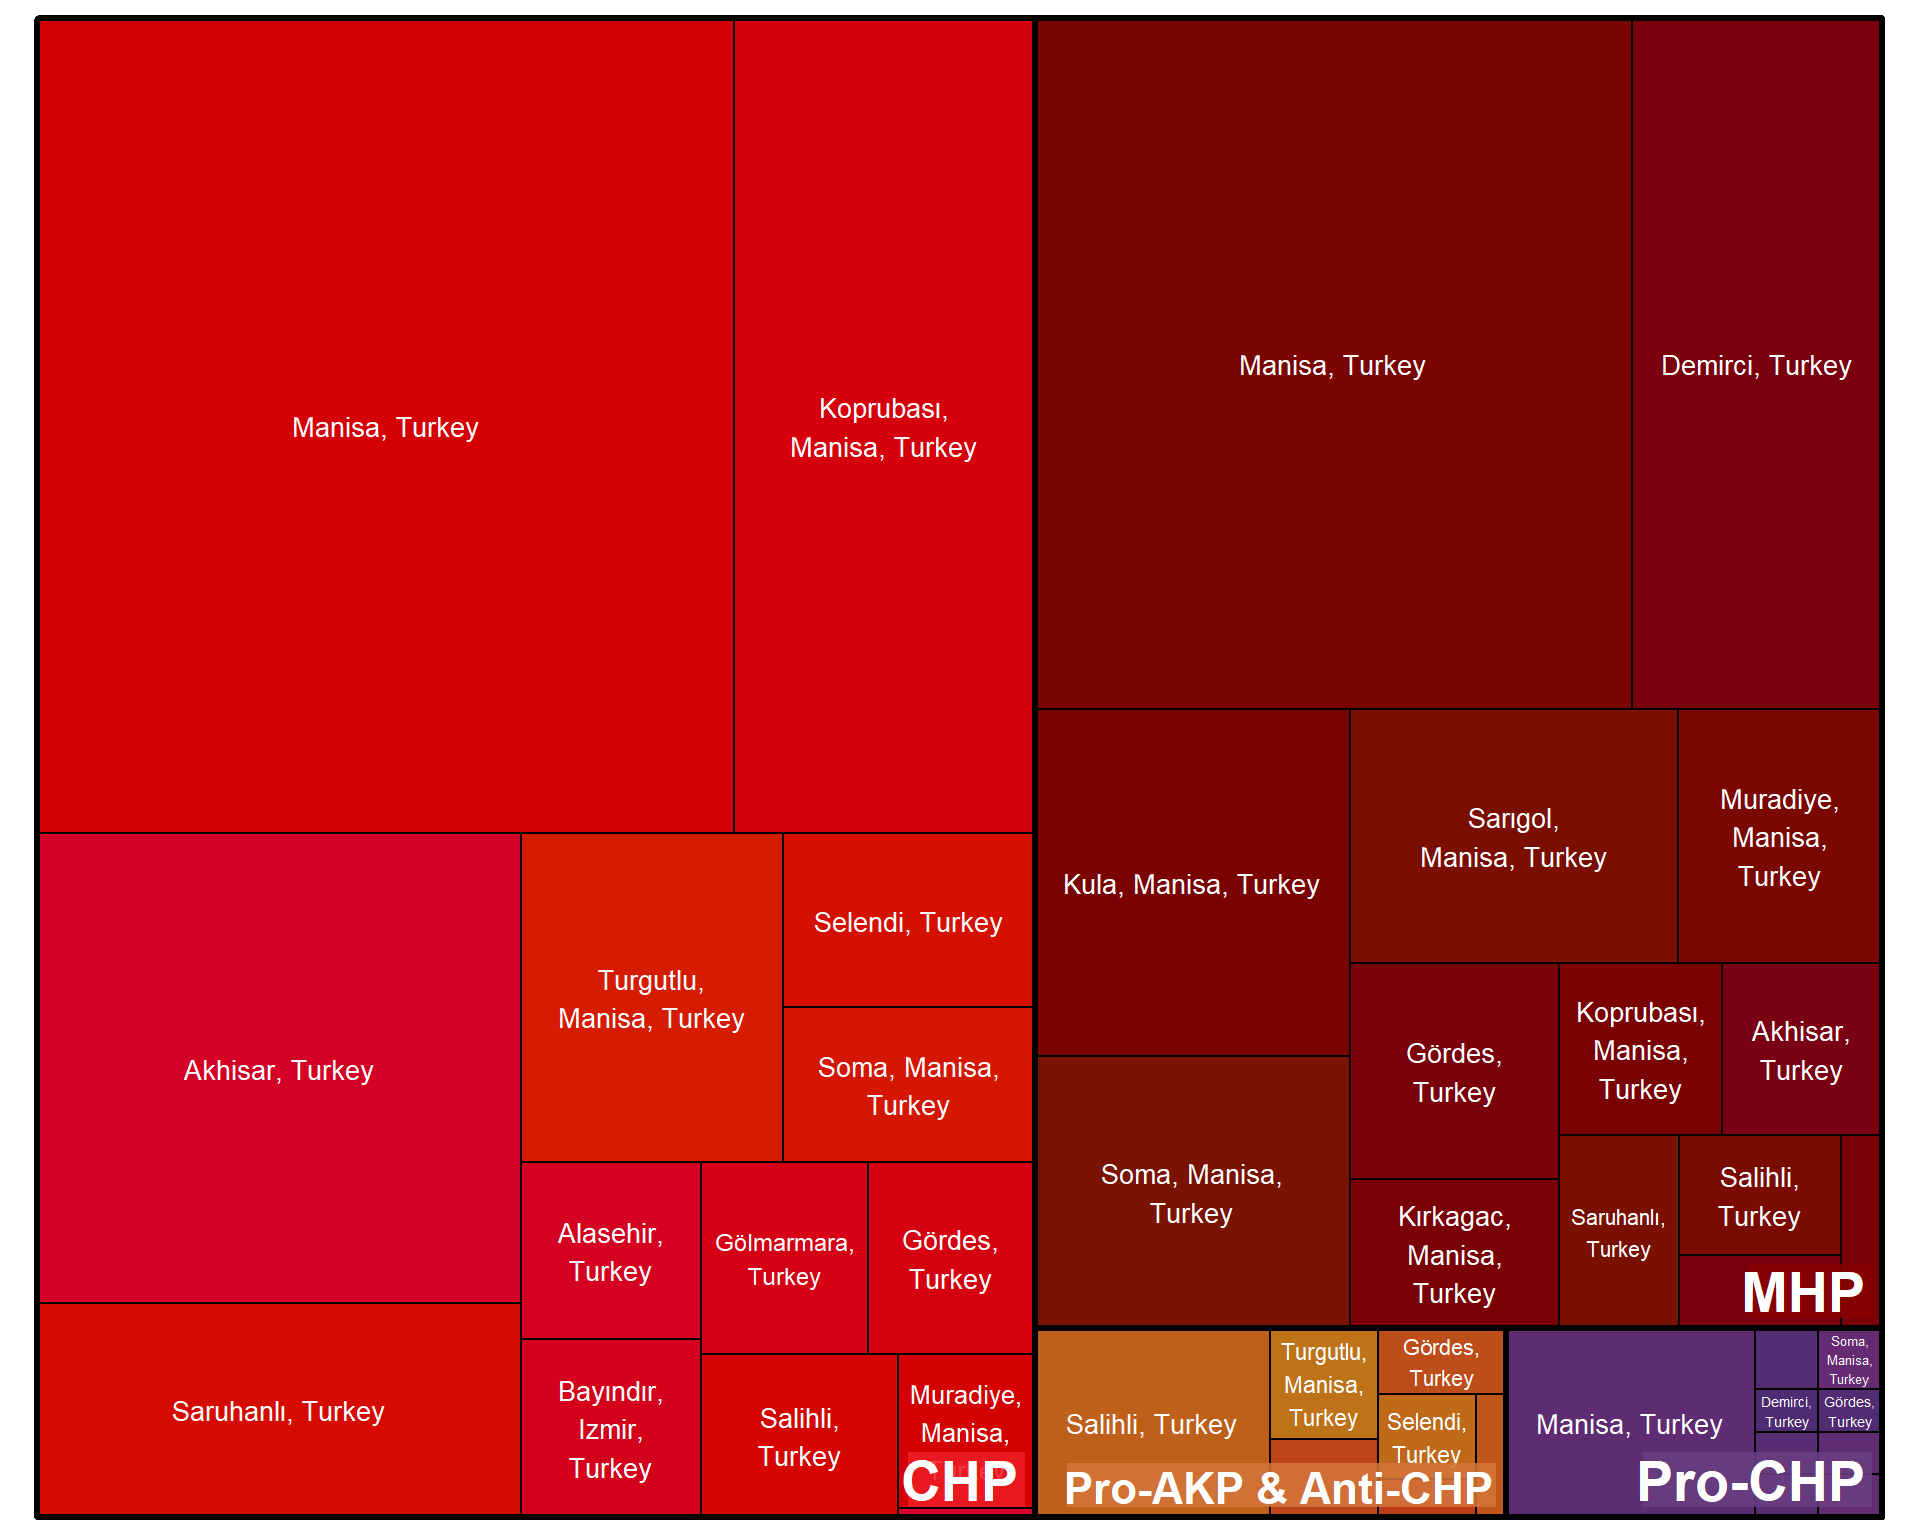 Manisa, Turkey
Koprubası,
Manisa, Turkey
Akhisar, Turkey
Turgutlu,
Manisa, Turkey
Selendi, Turkey
Soma, Manisa,
Turkey
Saruhanlı, Turkey
Alasehir,
Turkey
Gölmarmara,
Turkey
Gördes,
Turkey
Bayındır,
Izmir,
Turkey
Salihli,
Turkey
Muradiye,
Manisa,
Turkey
CHP
Manisa, Turkey
Demirci, Turkey
Kula, Manisa, Turkey
Sarıgol,
Manisa, Turkey
Muradiye,
Manisa,
Turkey
Soma, Manisa,
Turkey
Gördes,
Turkey
Koprubası,
Manisa,
Turkey
Akhisar,
Turkey
Kırkagac,
Manisa,
Turkey
Saruhanlı,
Turkey
Salihli,
Turkey
MHP
Salihli, Turkey
Turgutlu,
Manisa,
Turkey
Gördes,
Turkey
Selendi,
Turkey
Pro-AKP & Anti-CHP
Manisa, Turkey
Soma,
Manisa,
Turkey
Demirci,
Turkey
Gördes,
Turkey
Pro-CHP